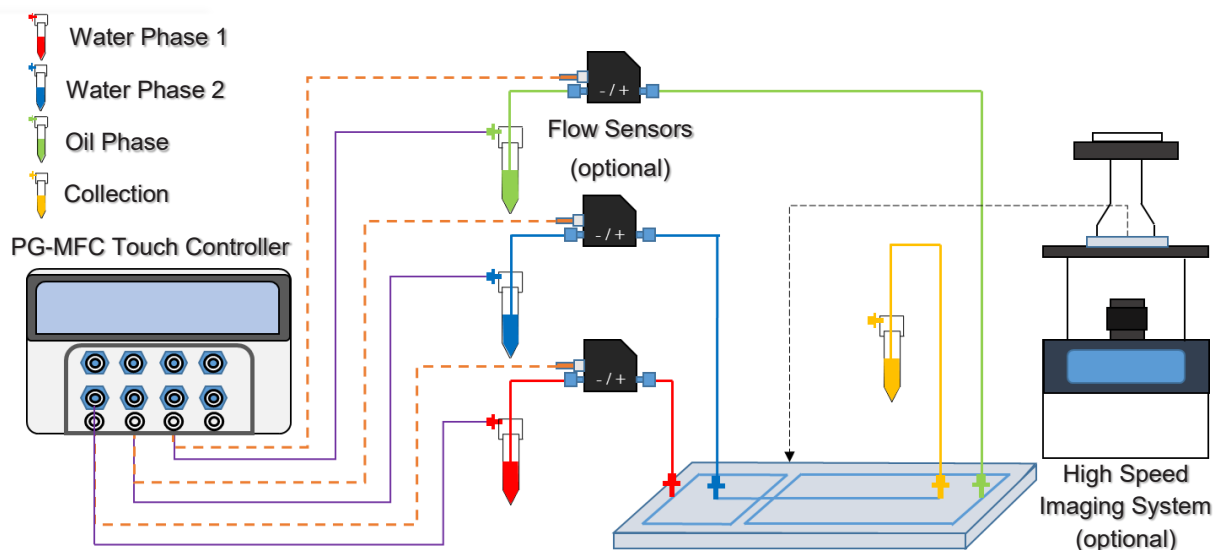 Water Phase 1
Water Phase 2
Oil Phase
Collection
PG-MFC Touch Controller
- / +
Flow Sensors
(optional)
- / +
- / +
High Speed
Imaging System
(optional)